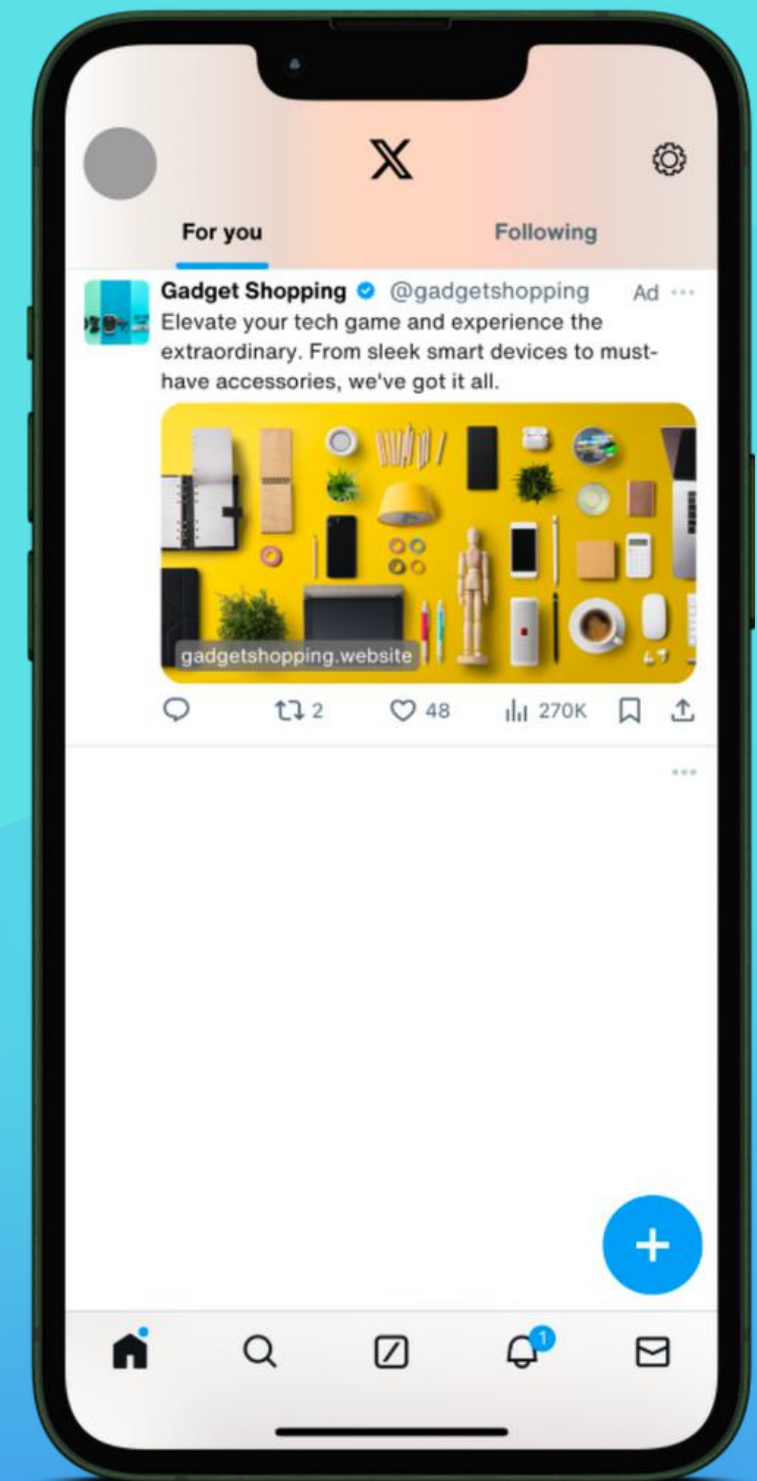 X
For you Following
Gadget Shopping @gadgetshopping Ad
Elevate your tech game and experience the
extraordinary. From sleek smart devices to must-
have accessories, we've got it all.
gadgetshopping.website
2 48 270K
1